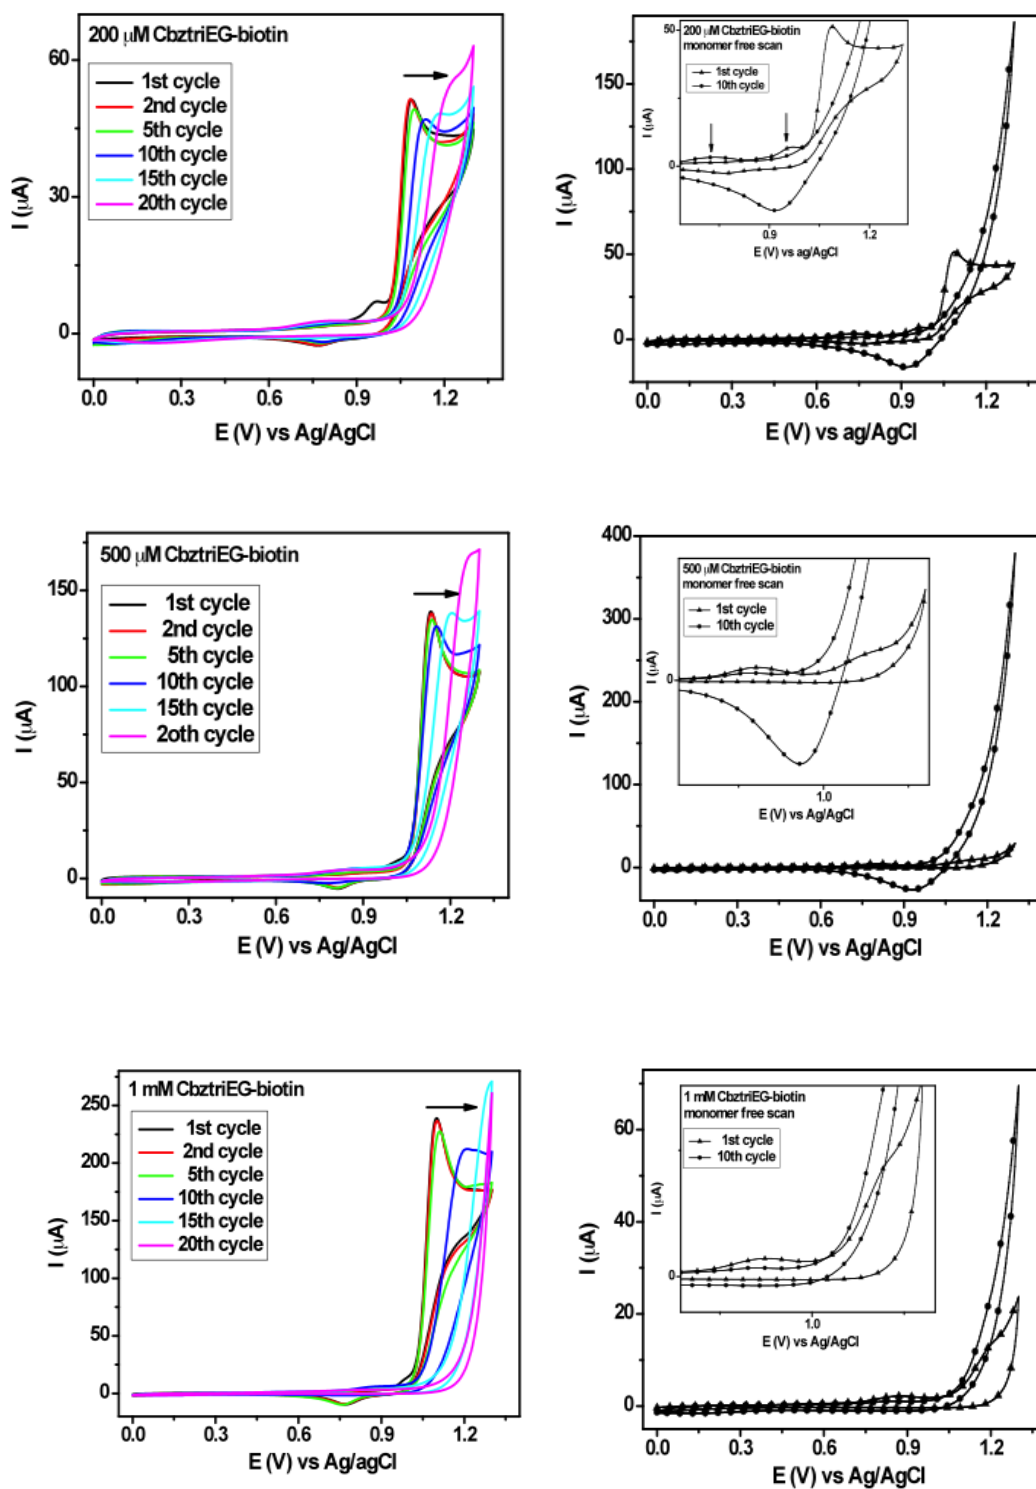 200 μM CbztriEG-biotin
1st cycle
2nd cycle
5th cycle
10th cycle
15th cycle
20th cycle
I (μA)
60
30
0
0.0 0.3 0.6 0.9 1.2
E (V) vs Ag/AgCl
200 μM CbztriEG-biotin
monomer free scan
1st cycle
10th cycle
I (μA)
50
0
0.9 1.2
E (V) vs ag/AgCl
I (μA)
150
100
50
0
0.0 0.3 0.6 0.9 1.2
E (V) vs ag/AgCl
500 μM CbztriEG-biotin
1st cycle
2nd cycle
5th cycle
10th cycle
15th cycle
2oth cycle
I (μA)
150
100
50
0
0.0 0.3 0.6 0.9 1.2
E (V) vs Ag/AgCl
500 μM CbztriEG-biotin
monomer free scan
1st cycle
10th cycle
I (μA)
0
1.0
E (V) vs Ag/AgCl
I (μA)
400
300
200
100
0
0.0 0.3 0.6 0.9 1.2
E (V) vs Ag/AgCl
1 mM CbztriEG-biotin
1st cycle
2nd cycle
5th cycle
10th cycle
15th cycle
20th cycle
I (μA)
250
200
150
100
50
0
0.0 0.3 0.6 0.9 1.2
E (V) vs Ag/agCl
1 mM CbztriEG-biotin
monomer free scan
1st cycle
10th cycle
I (μA)
0
1.0
E (V) vs Ag/AgCl
I (μA)
60
40
20
0
0.0 0.3 0.6 0.9 1.2
E (V) vs Ag/AgCl